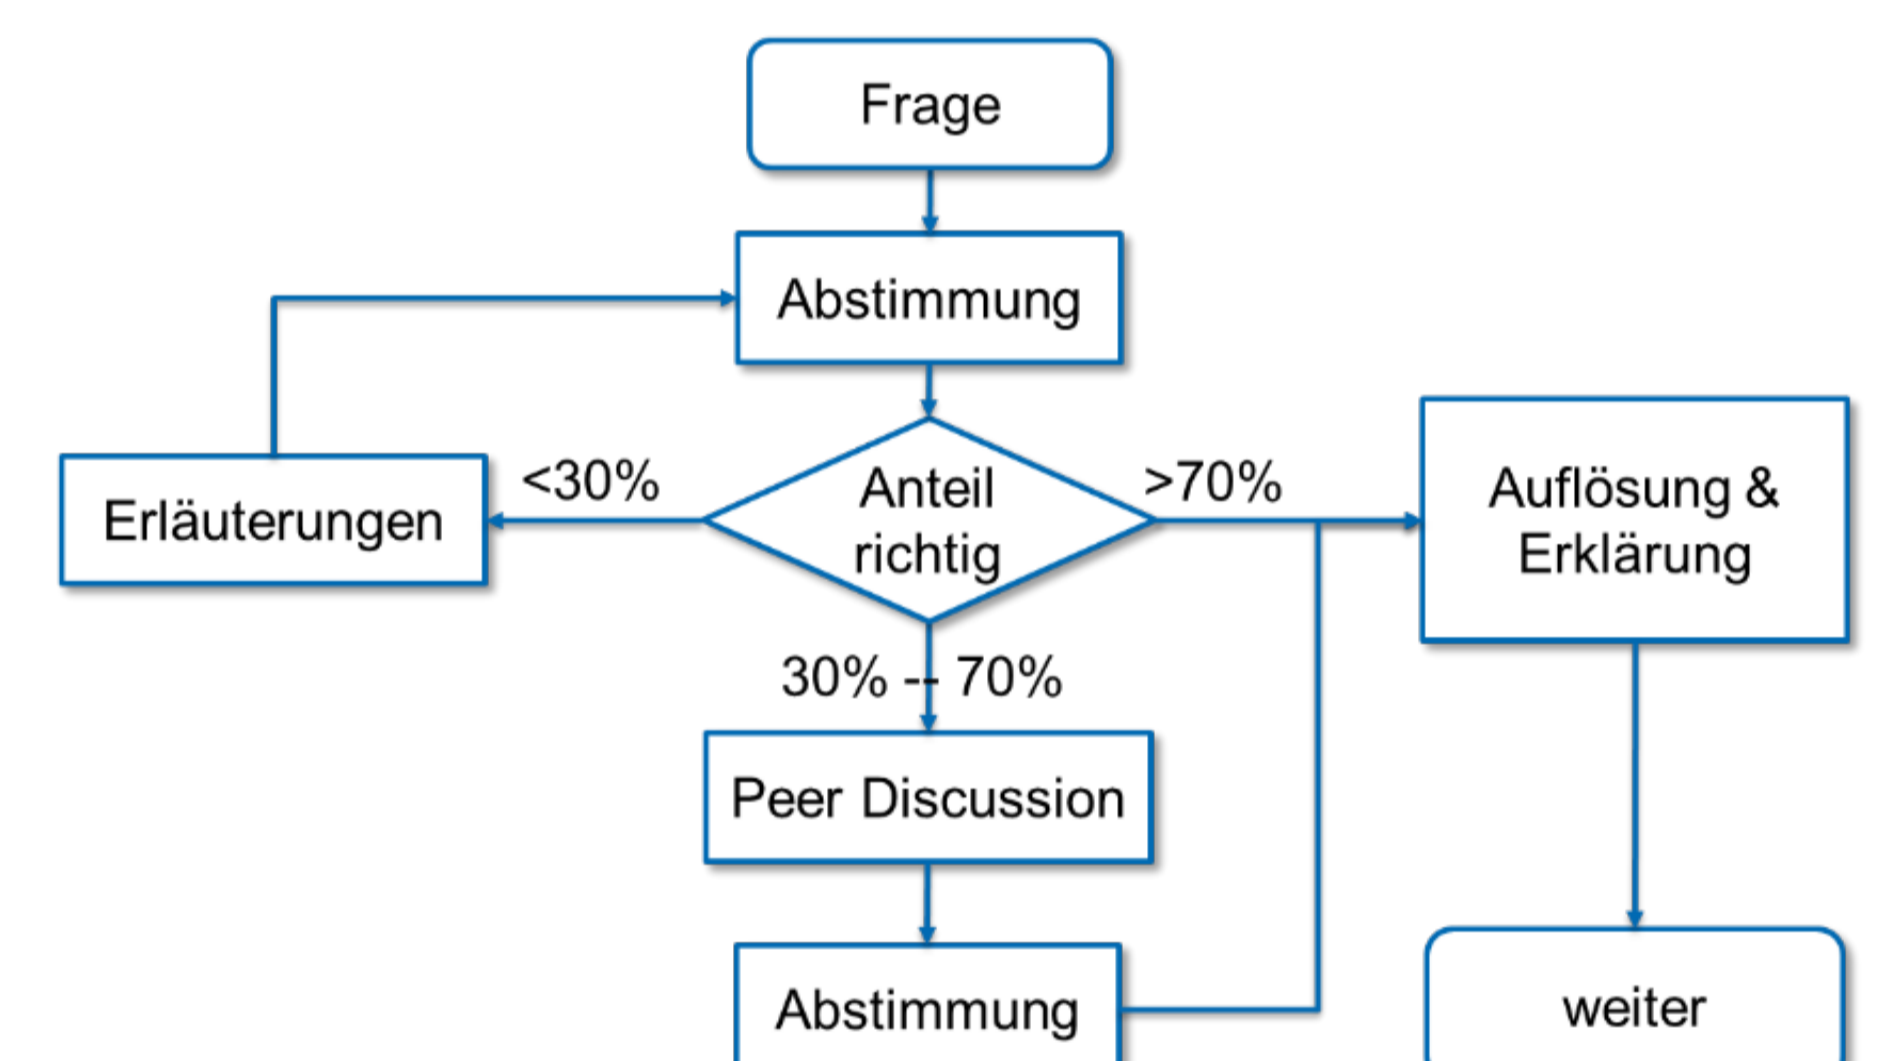 Frage
Abstimmung
<30%
Erläuterungen
Anteil
richtig
>70%
Auflösung &
Erklärung
30% -- 70%
Peer Discussion
Abstimmung
weiter